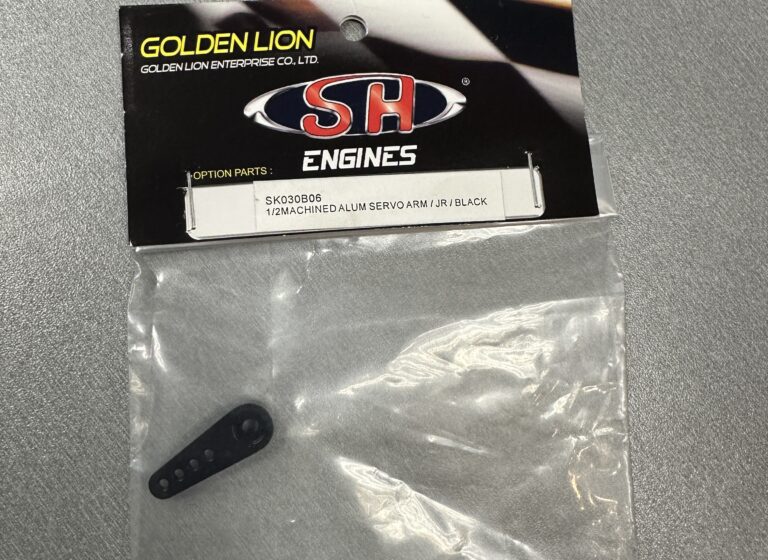 GOLDEN LION
GOLDEN LION ENTERPRISE CO., LTD.
SH ®
ENGINES
OPTION PARTS :
SK030B06
1/2MACHINED ALUM SERVO ARM / JR / BLACK